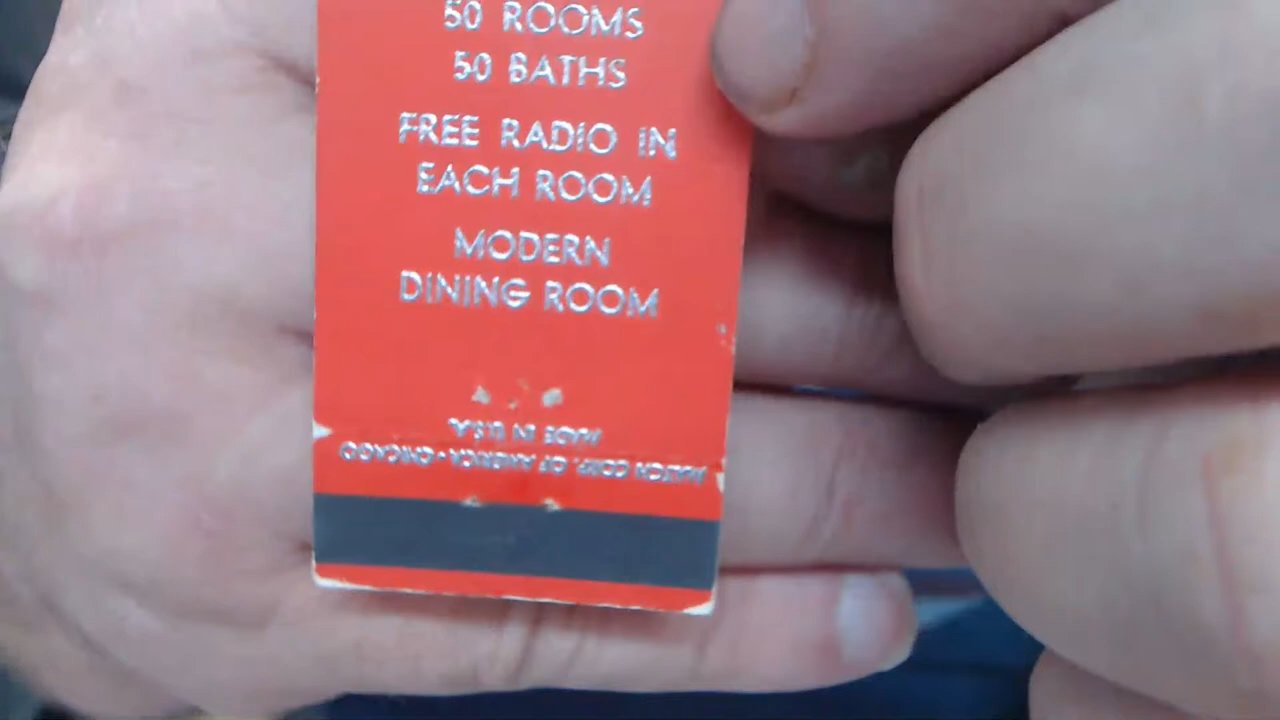 50 ROOMS
50 BATHS
FREE RADIO IN
EACH ROOM
MODERN
DINING ROOM
MADE IN U.S.A.
MATCH CORP. OF AMERICA • CHICAGO